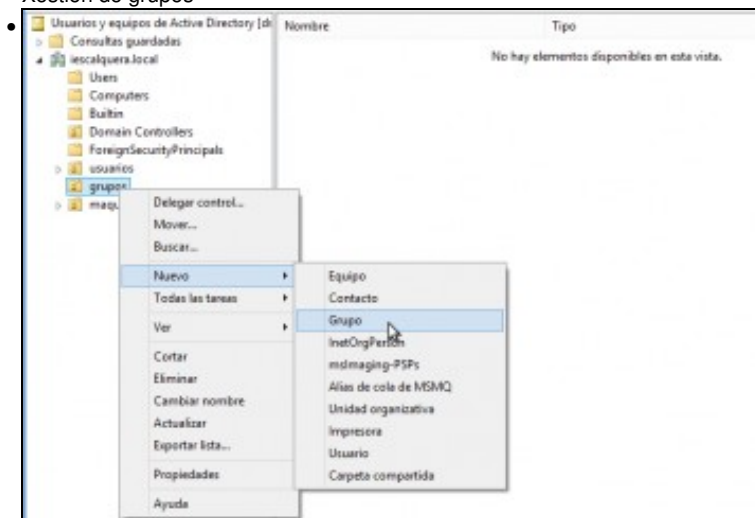 Xestión de grupos
Usuarios y equipos de Active Directory [di
Nombre
Tipo
Consultas guardadas
iescalquera.local
No hay elementos disponibles en esta vista.
Users
Computers
Builtin
Domain Controllers
ForeignSecurityPrincipals
usuarios
grupos
maqu
Delegar control...
Mover...
Buscar...
Nuevo
Todas las tareas
Ver
Cortar
Eliminar
Cambiar nombre
Actualizar
Exportar lista...
Propiedades
Ayuda
Equipo
Contacto
Grupo
InetOrgPerson
msImaging-PSPs
Alias de cola de MSMQ
Unidad organizativa
Impresora
Usuario
Carpeta compartida